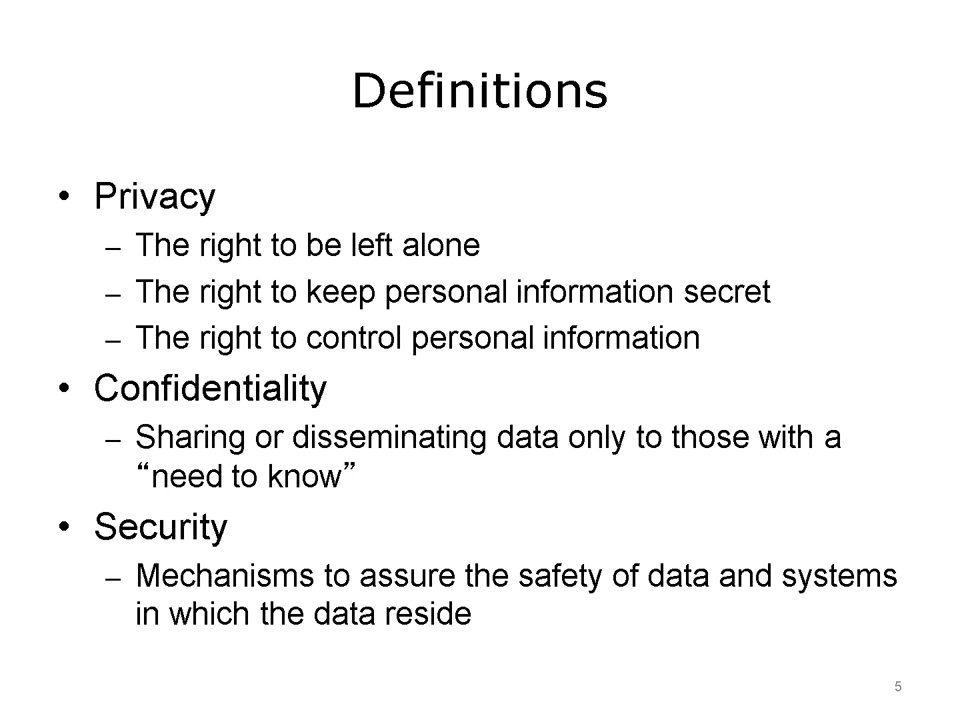 Definitions
• Privacy
– The right to be left alone
– The right to keep personal information secret
– The right to control personal information
• Confidentiality
– Sharing or disseminating data only to those with a
“need to know”
• Security
– Mechanisms to assure the safety of data and systems
in which the data reside
5